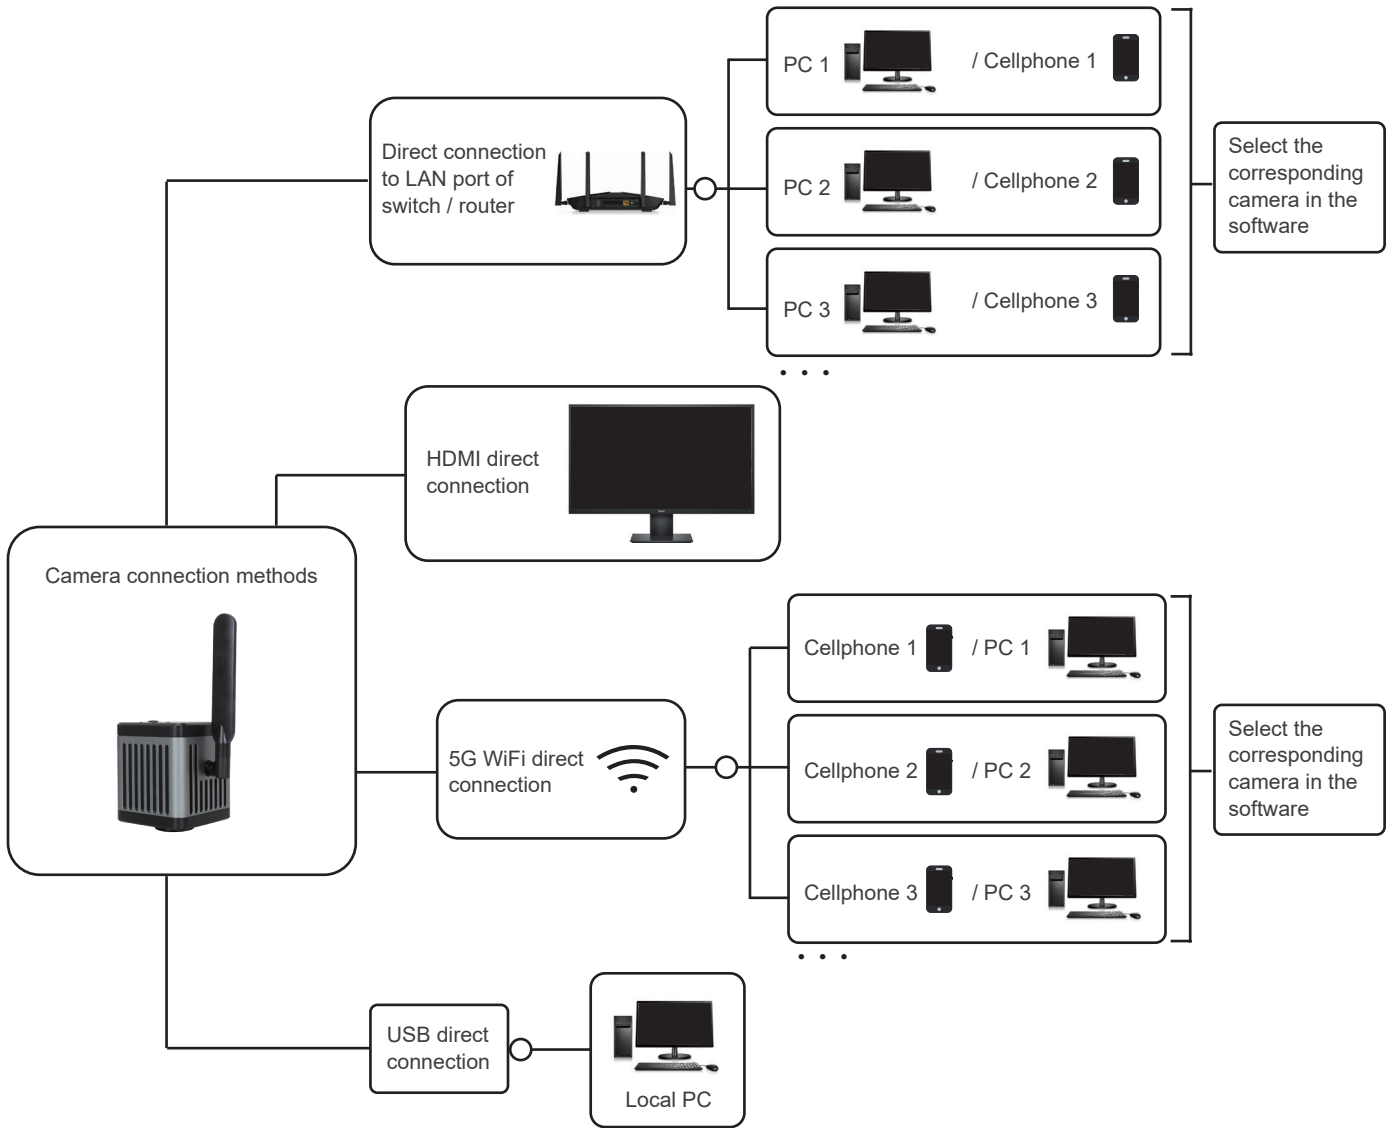 PC 1
/ Cellphone 1
Direct connection
to LAN port of
switch / router
PC 2
/ Cellphone 2
Select the
corresponding
camera in the
software
PC 3
/ Cellphone 3
. . .
HDMI direct
connection
Camera connection methods
Cellphone 1
/ PC 1
5G WiFi direct
connection
Cellphone 2
/ PC 2
Select the
corresponding
camera in the
software
Cellphone 3
/ PC 3
. . .
USB direct
connection
Local PC